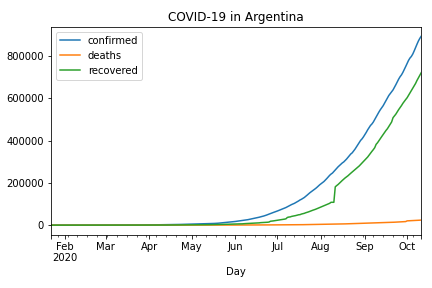 COVID-19 in Argentina
confirmed
deaths
recovered
800000
600000
400000
200000
0
Feb Mar Apr May Jun Jul Aug Sep Oct
2020
Day